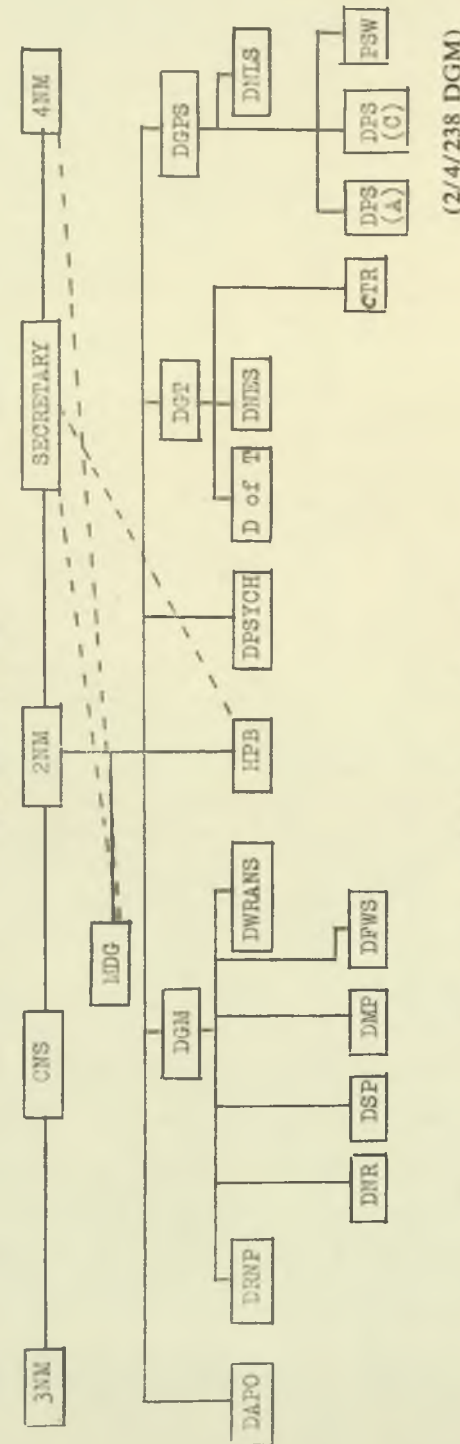 3NM
CNS
2NM
SECRETARY
4NM
MDG
DGM
DGT
DGPS
DNLS
DAPO
DRNP
DWRANS
HPB
DPSYCH
D of T
DNES
DNR
DSP
DMP
DFWS
CTR
DPS
(A)
DPS
(C)
PSW
(2/4/238 DGM)